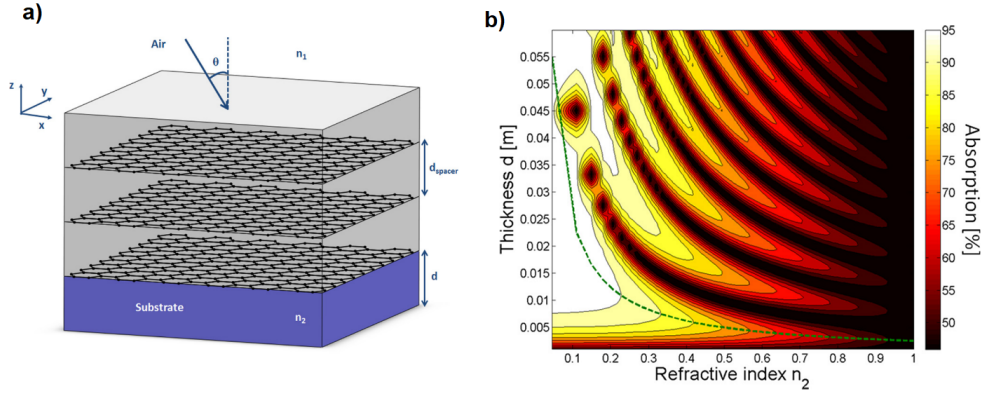 a)
Air
n1
θ
z
y
x
dspacer
d
Substrate
n2
b)
0.055
0.05
0.045
0.04
0.035
0.03
0.025
0.02
0.015
0.01
0.005
Thickness d [m]
0.1 0.2 0.3 0.4 0.5 0.6 0.7 0.8 0.9 1
Refractive index n2
95
90
85
80
75
70
65
60
55
50
Absorption [%]